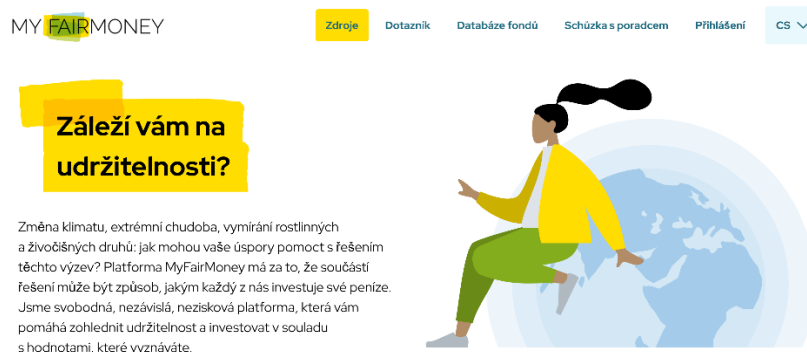 MY FAIRMONEY
Zdroje Dotazník Databáze fondů Schůzka s poradcem Přihlášení CS
Záleží vám na
udržitelnosti?
Změna klimatu, extrémní chudoba, vymírání rostlinných
a živočišných druhů: jak mohou vaše úspory pomoct s řešením
těchto výzev? Platforma MyFairMoney má za to, že součástí
řešení může být způsob, jakým každý z nás investuje své peníze.
Jsme svobodná, nezávislá, nezisková platforma, která vám
pomáhá zohlednit udržitelnost a investovat v souladu
s hodnotami, které vyznáváte.